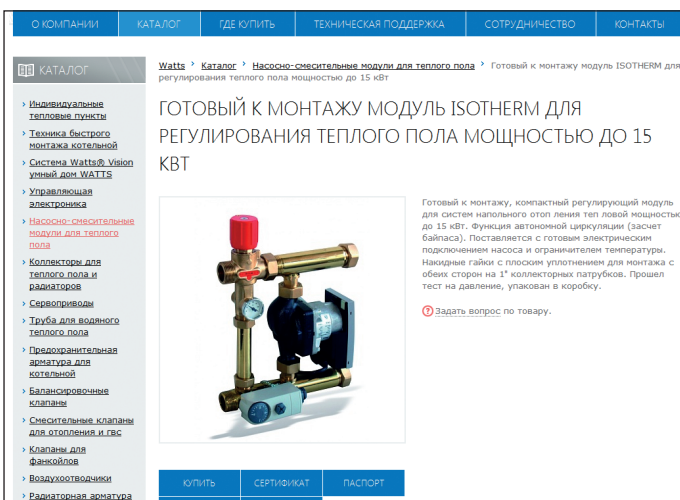 О КОМПАНИИ КАТАЛОГ ГДЕ КУПИТЬ ТЕХНИЧЕСКАЯ ПОДДЕРЖКА СОТРУДНИЧЕСТВО КОНТАКТЫ
КАТАЛОГ
Индивидуальные
тепловые пункты
Техника быстрого
монтажа котельной
Система Watts® Vision
умный дом WATTS
Управляющая
электроника
Насосно-смесительные
модули для теплого
пола
Коллекторы для
теплого пола и
радиаторов
Сервоприводы
Труба для водяного
теплого пола
Предохранительная
арматура для
котельной
Балансировочные
клапаны
Смесительные клапаны
для отопления и гвс
Клапаны для
фанкойлов
Воздухоотводчики
Радиаторная арматура
Watts › Каталог › Насосно-смесительные модули для теплого пола › Готовый к монтажу модуль ISOTHERM для
регулирования теплого пола мощностью до 15 кВт
ГОТОВЫЙ К МОНТАЖУ МОДУЛЬ ISOTHERM ДЛЯ
РЕГУЛИРОВАНИЯ ТЕПЛОГО ПОЛА МОЩНОСТЬЮ ДО 15
КВТ
Готовый к монтажу, компактный регулирующий модуль
для систем напольного отоп ления теп ловой мощностью
до 15 кВт. Функция автономной циркуляции (засчет
байпаса). Поставляется с готовым электрическим
подключением насоса и ограничителем температуры.
Накидные гайки с плоским уплотнением для монтажа с
обеих сторон на 1" коллекторных патрубков. Прошел
тест на давление, упакован в коробку.
Задать вопрос по товару.
КУПИТЬ СЕРТИФИКАТ ПАСПОРТ